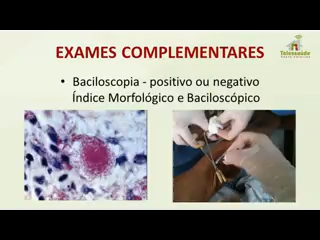 Telessaúde
EXAMES COMPLEMENTARES
• Baciloscopia - positivo ou negativo
Índice Morfológico e Baciloscópico